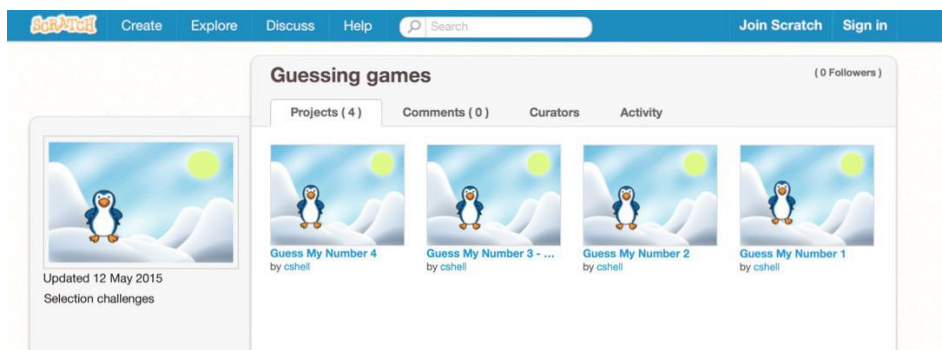 SCRATCH Create Explore Discuss Help Search Join Scratch Sign in
Guessing games
( 0 Followers )
Projects ( 4 ) Comments ( 0 ) Curators Activity
Guess My Number 4
by cshell
Guess My Number 3 - ...
by cshell
Guess My Number 2
by cshell
Guess My Number 1
by cshell
Updated 12 May 2015
Selection challenges